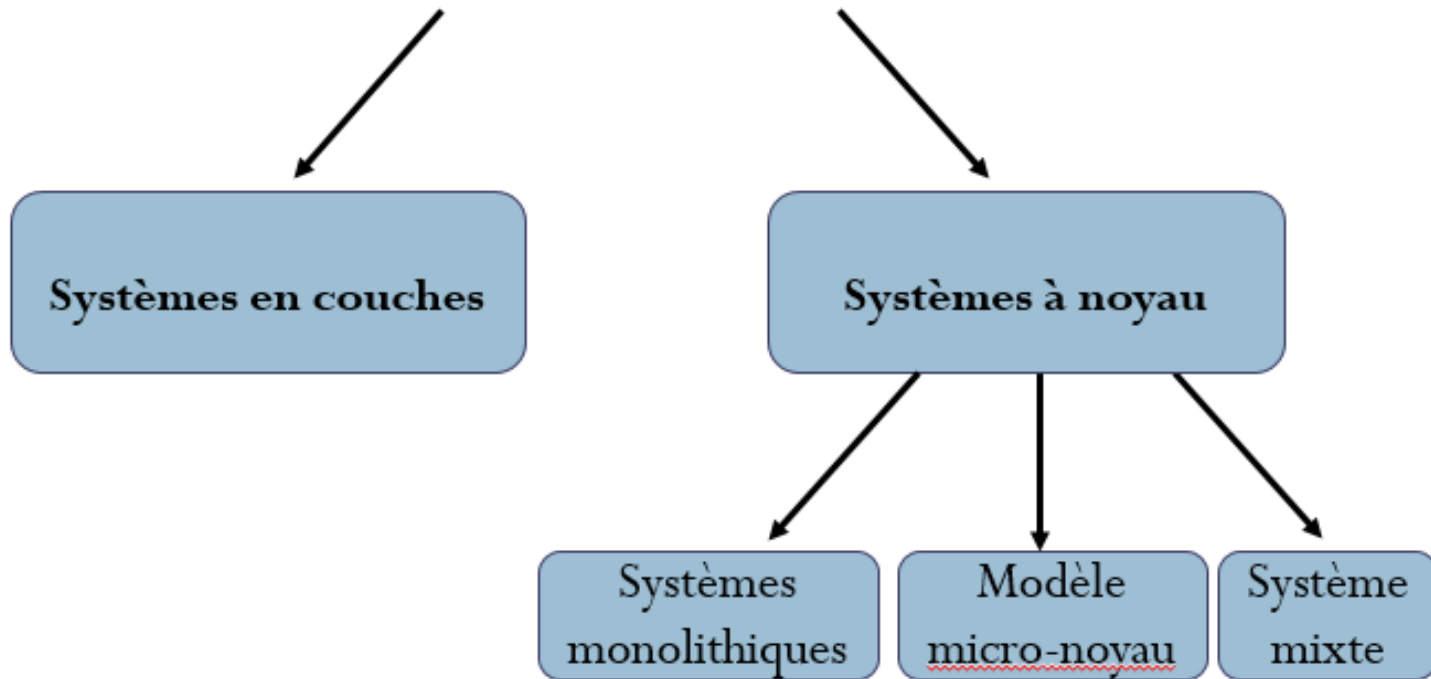 Systèmes en couches
Systèmes à noyau
Systèmes
monolithiques
Modèle
micro-noyau
Système
mixte